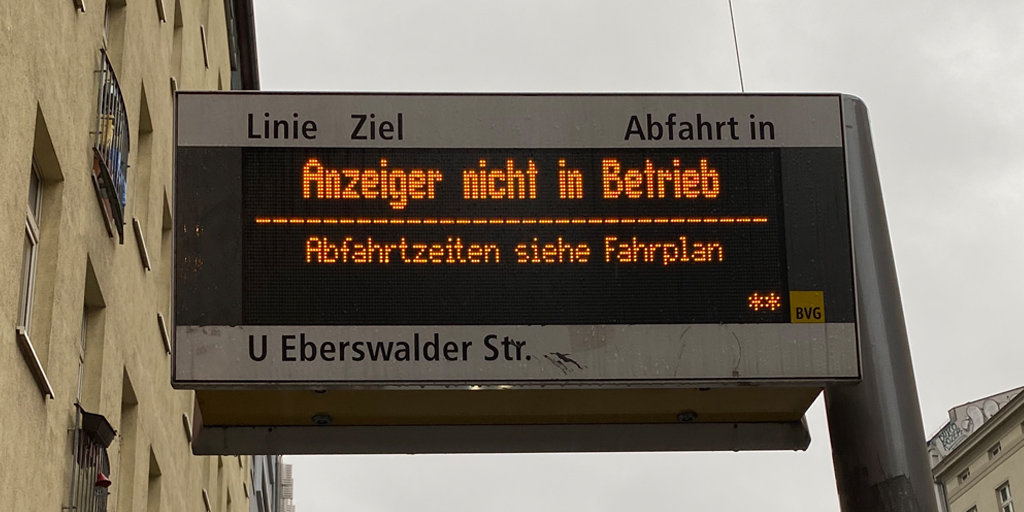 Linie Ziel Abfahrt in
Anzeiger nicht in Betrieb
Abfahrtzeiten siehe Fahrplan
**
BVG
U Eberswalder Str.